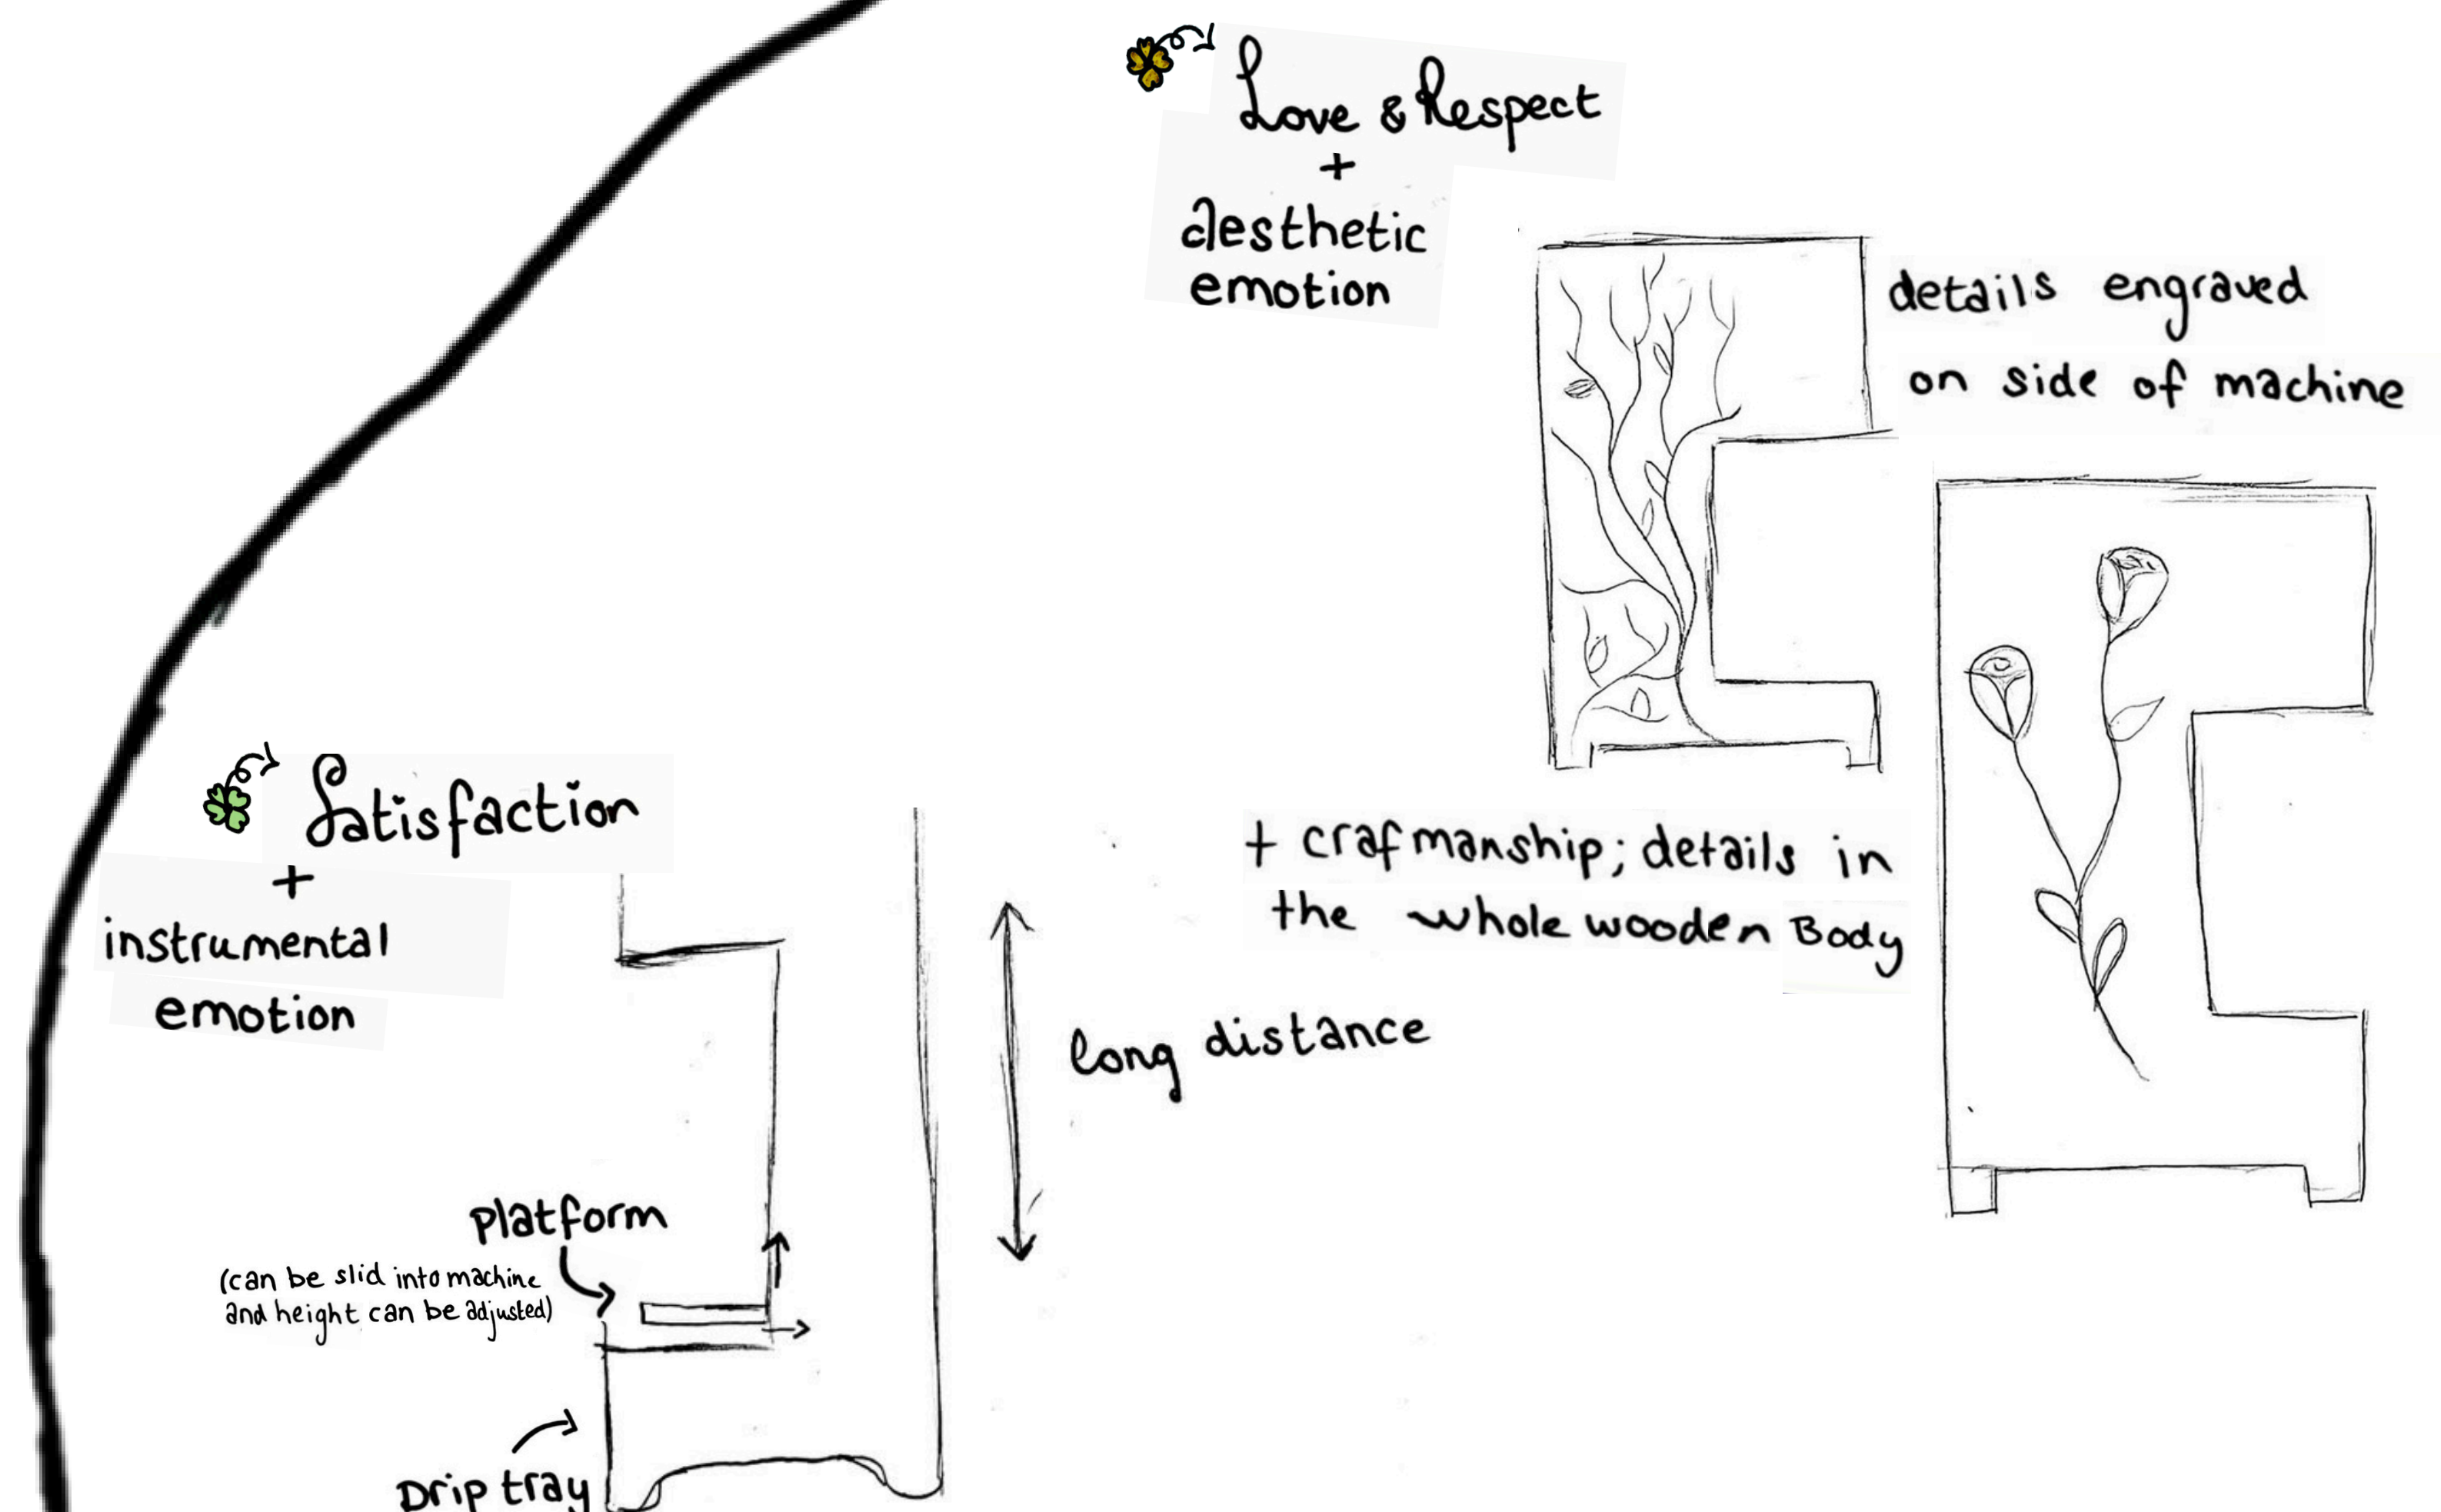 Love & Respect
+
aesthetic
emotion
details engraved
on side of machine
Satisfaction
+
instrumental
emotion
+ crafmanship; details in
the whole wooden Body
long distance
Platform
(can be slid into machine
and height can be adjusted)
Drip tray